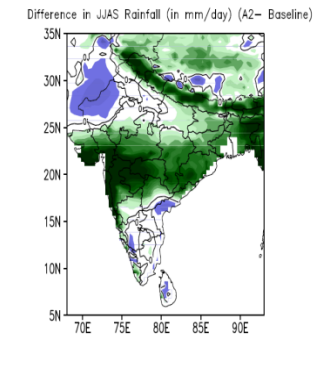 Difference in JJAS Rainfall (in mm/day) (A2- Baseline)
35N
30N
25N
20N
15N
10N
5N
70E 75E 80E 85E 90E